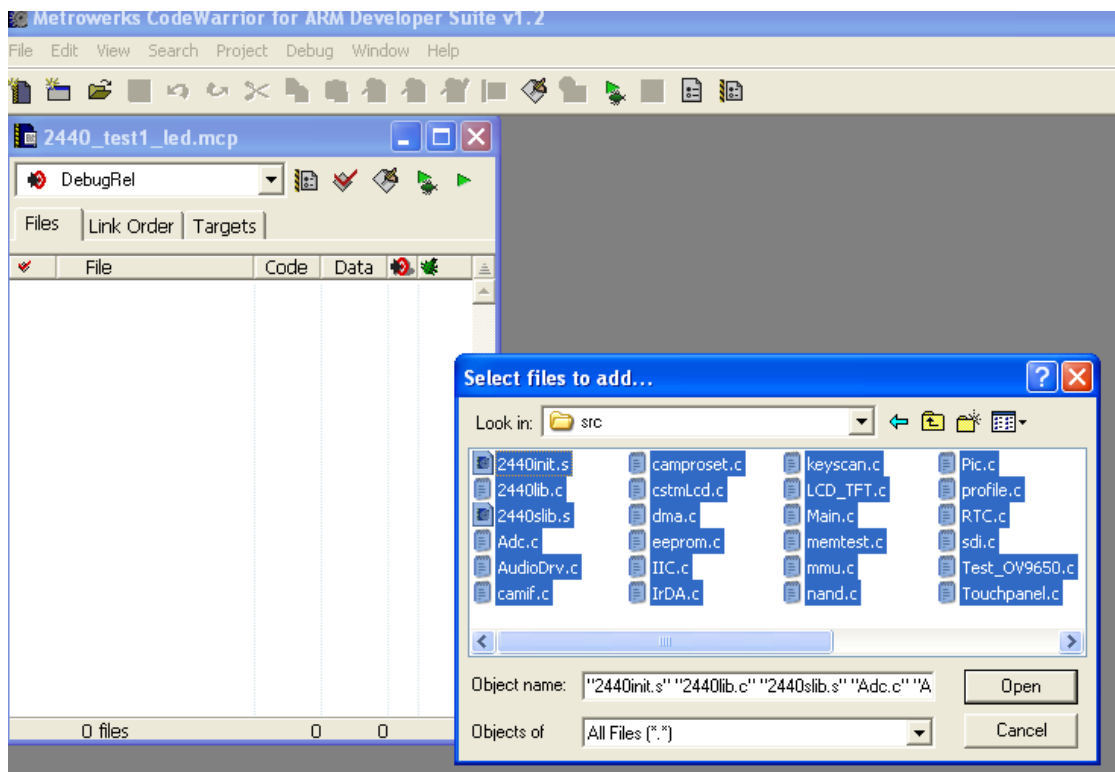 Metrowerks CodeWarrior for ARM Developer Suite v1.2
File Edit View Search Project Debug Window Help
2440_test1_led.mcp
DebugRel
Files Link Order Targets
File Code Data
0 files 0 0
Select files to add...
Look in: src
2440init.s camproset.c keyscan.c Pic.c
2440lib.c cstmLcd.c LCD_TFT.c profile.c
2440slib.s dma.c Main.c RTC.c
Adc.c eeprom.c memtest.c sdi.c
AudioDrv.c IIC.c mmu.c Test_OV9650.c
camif.c IrDA.c nand.c Touchpanel.c
Object name: "2440init.s" "2440lib.c" "2440slib.s" "Adc.c" "A Open
Objects of All Files (*.*) Cancel